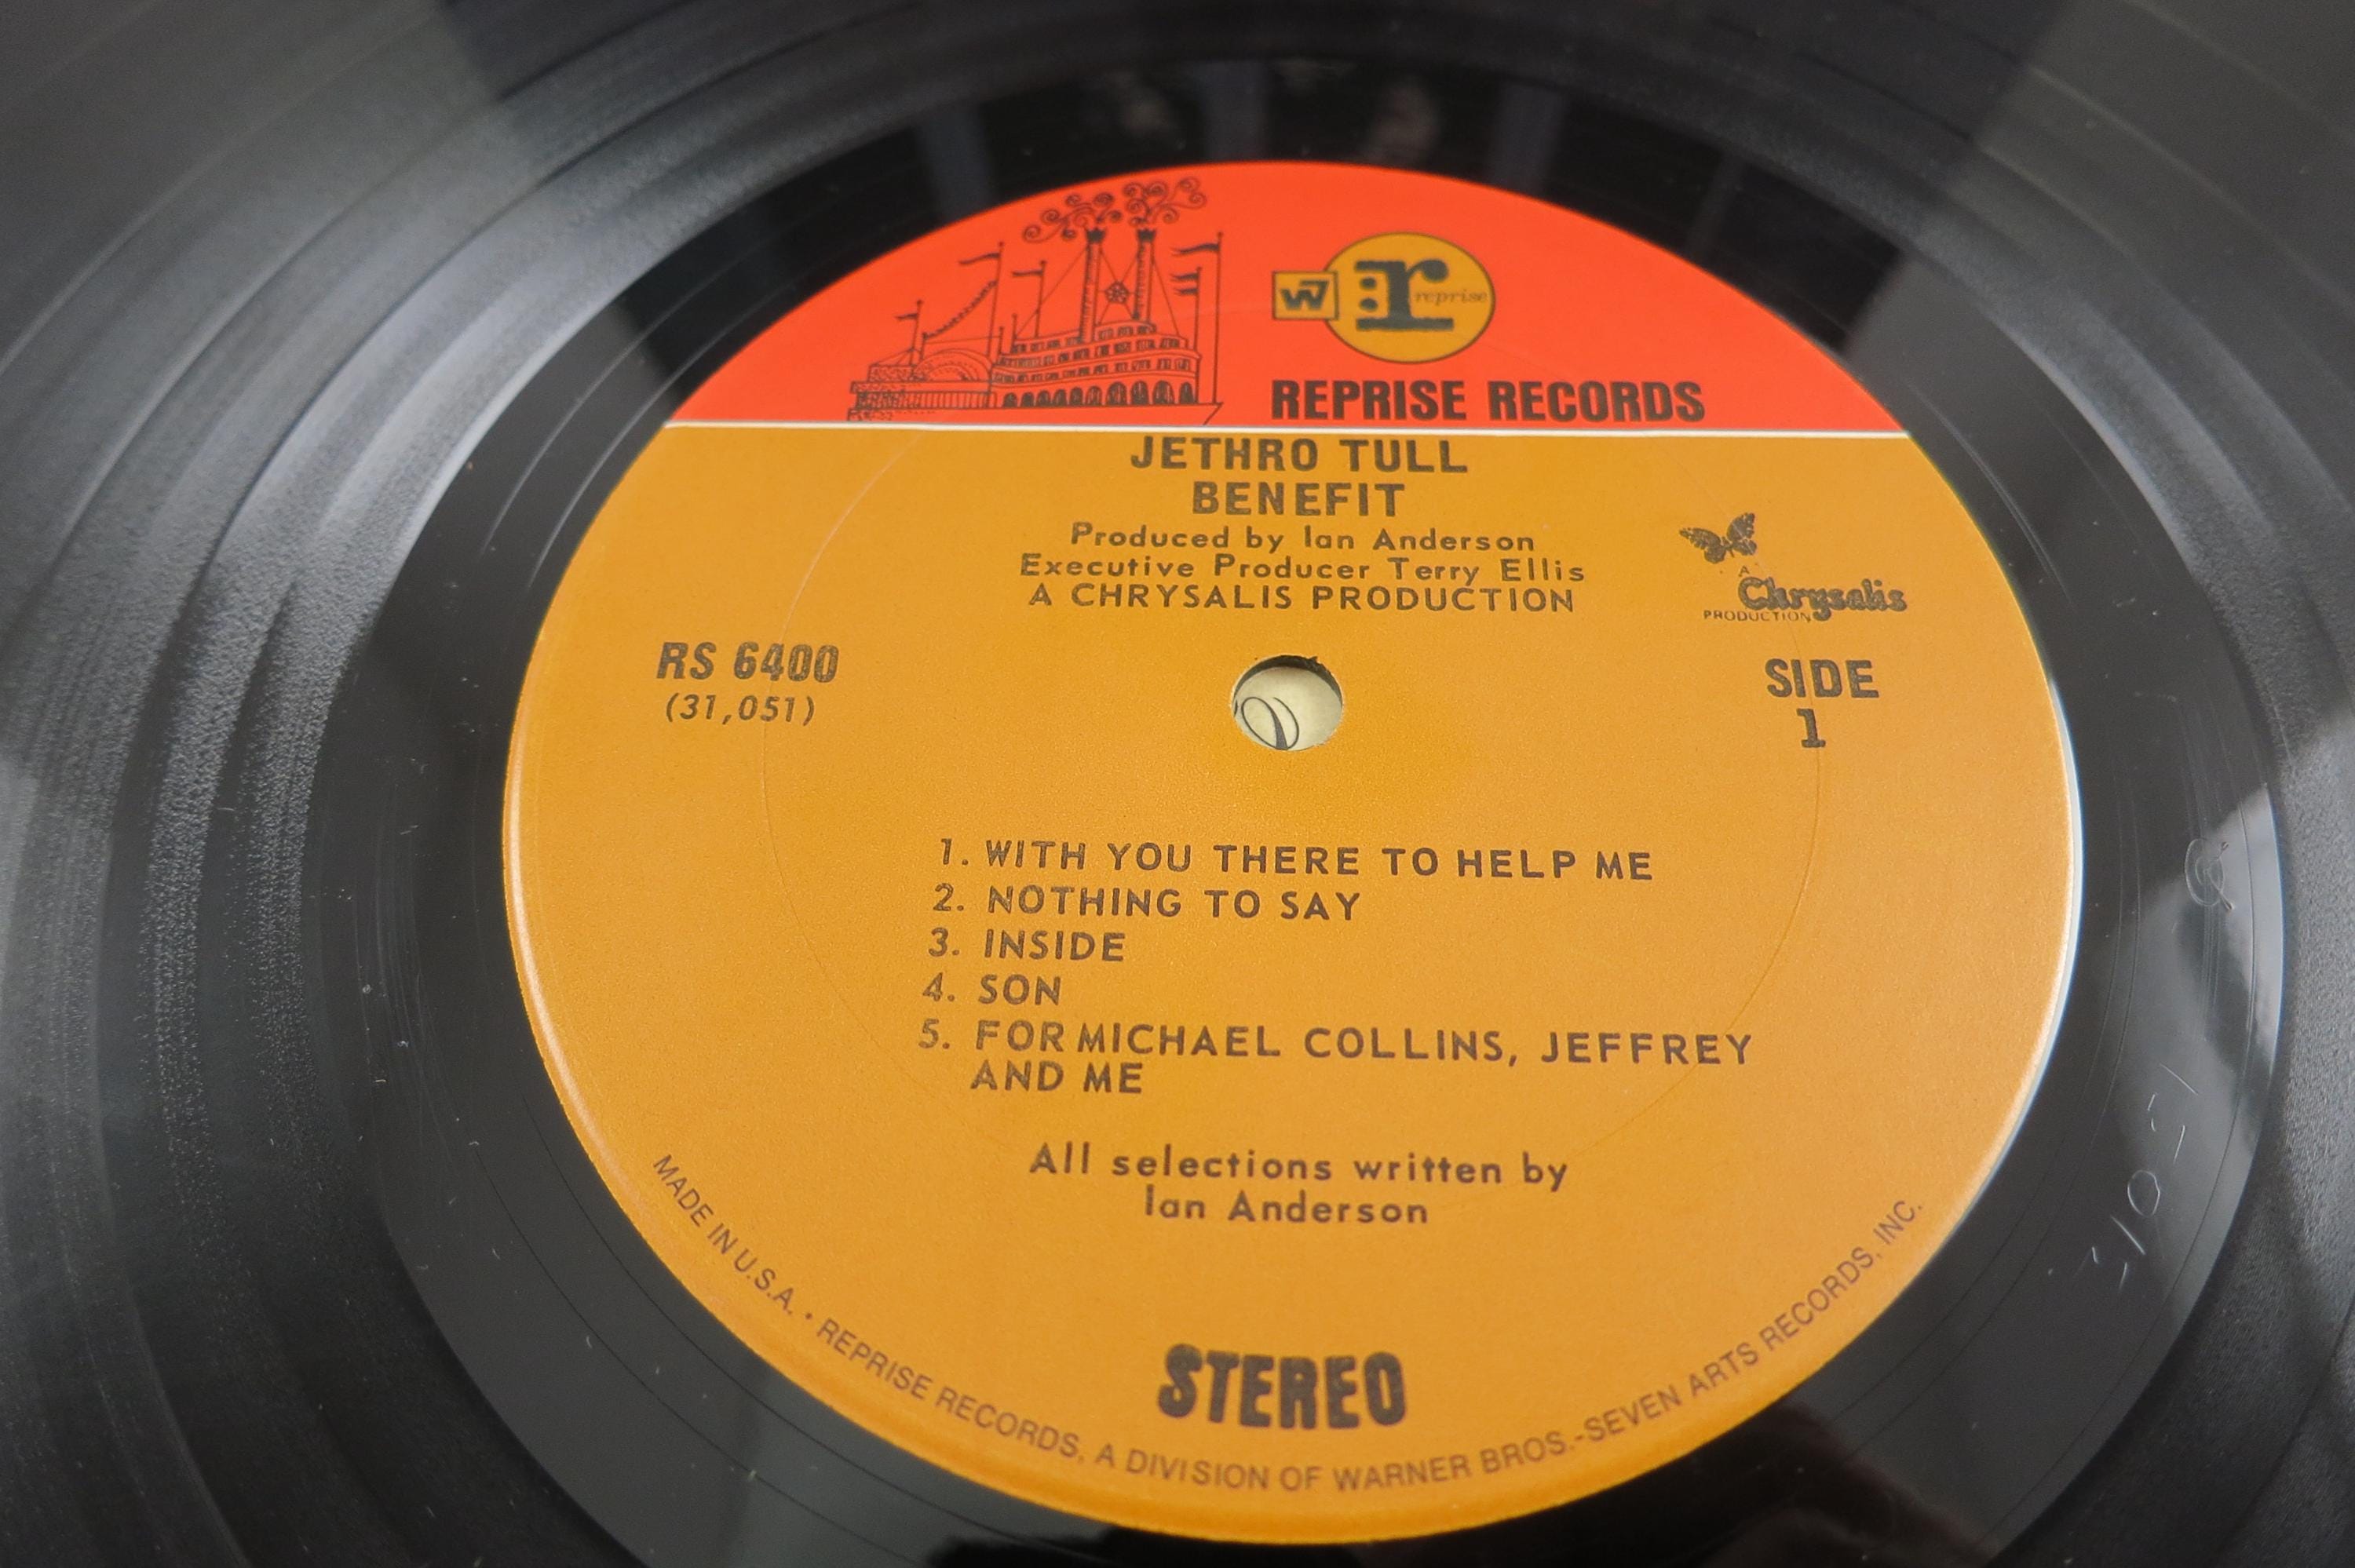 W7 r reprise
REPRISE RECORDS
JETHRO TULL
BENEFIT
Produced by Ian Anderson
Executive Producer Terry Ellis
A CHRYSALIS PRODUCTION
A
Chrysalis
PRODUCTION
RS 6400
(31,051)
SIDE
1
1. WITH YOU THERE TO HELP ME
2. NOTHING TO SAY
3. INSIDE
4. SON
5. FOR MICHAEL COLLINS, JEFFREY
AND ME
All selections written by
Ian Anderson
STEREO
MADE IN U.S.A. • REPRISE RECORDS, A DIVISION OF WARNER BROS.-SEVEN ARTS RECORDS, INC.